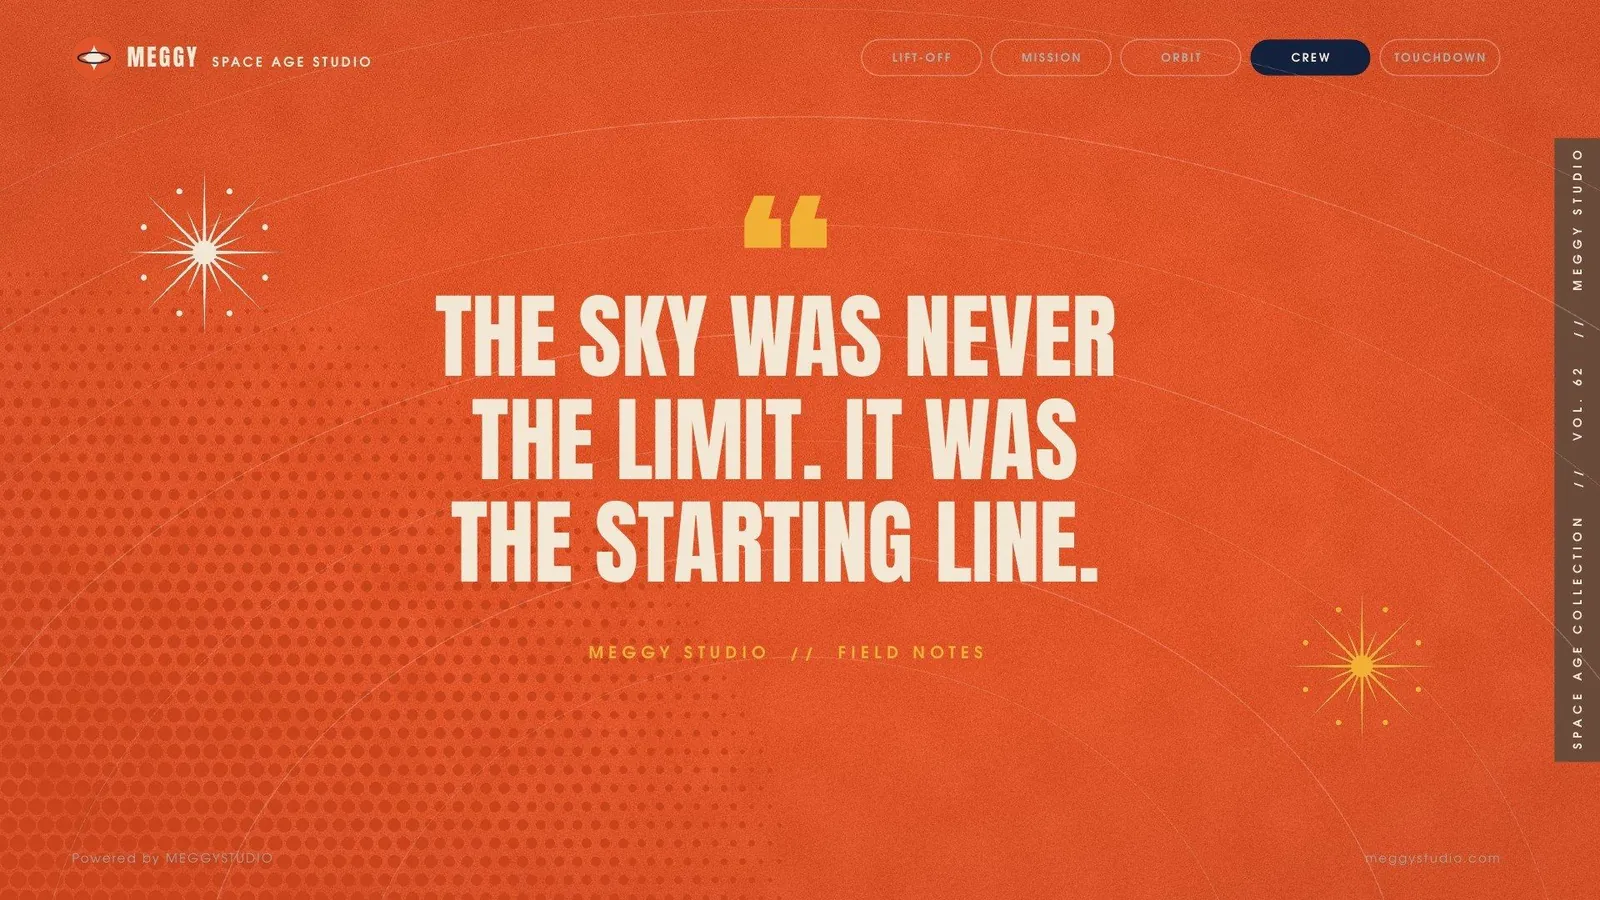 MEGGY SPACE AGE STUDIO
LIFT-OFF
MISSION
ORBIT
CREW
TOUCHDOWN
“
THE SKY WAS NEVER
THE LIMIT. IT WAS
THE STARTING LINE.
MEGGY STUDIO // FIELD NOTES
SPACE AGE COLLECTION // VOL. 62 // MEGGY STUDIO
Powered by MEGGYSTUDIO
meggystudio.com